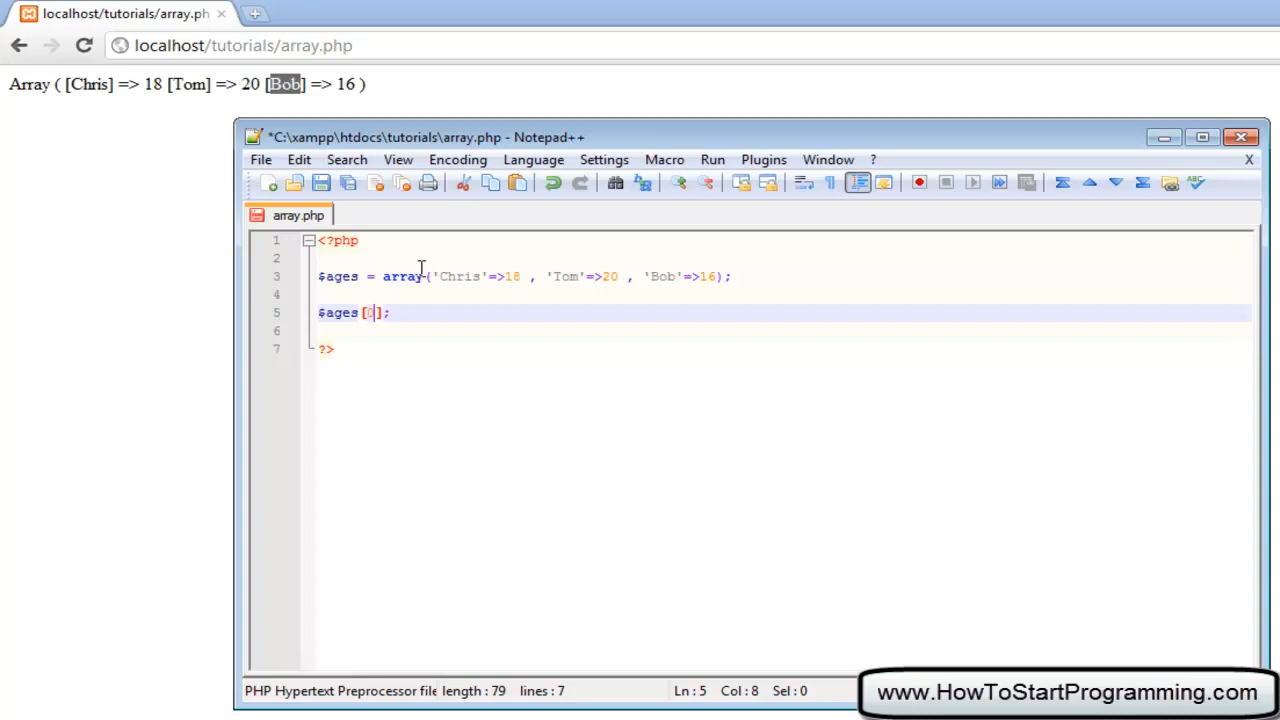 localhost/tutorials/array.ph
localhost/tutorials/array.php
Array ( [Chris] => 18 [Tom] => 20 [Bob] => 16 )
*C:\xampp\htdocs\tutorials\array.php - Notepad++
File Edit Search View Encoding Language Settings Macro Run Plugins Window ? X
array.php
1 <?php
2
3 $ages = array('Chris'=>18 , 'Tom'=>20 , 'Bob'=>16);
4
5 $ages[0];
6
7 ?>
PHP Hypertext Preprocessor file length : 79 lines : 7 Ln : 5 Col : 8 Sel : 0
www.HowToStartProgramming.com